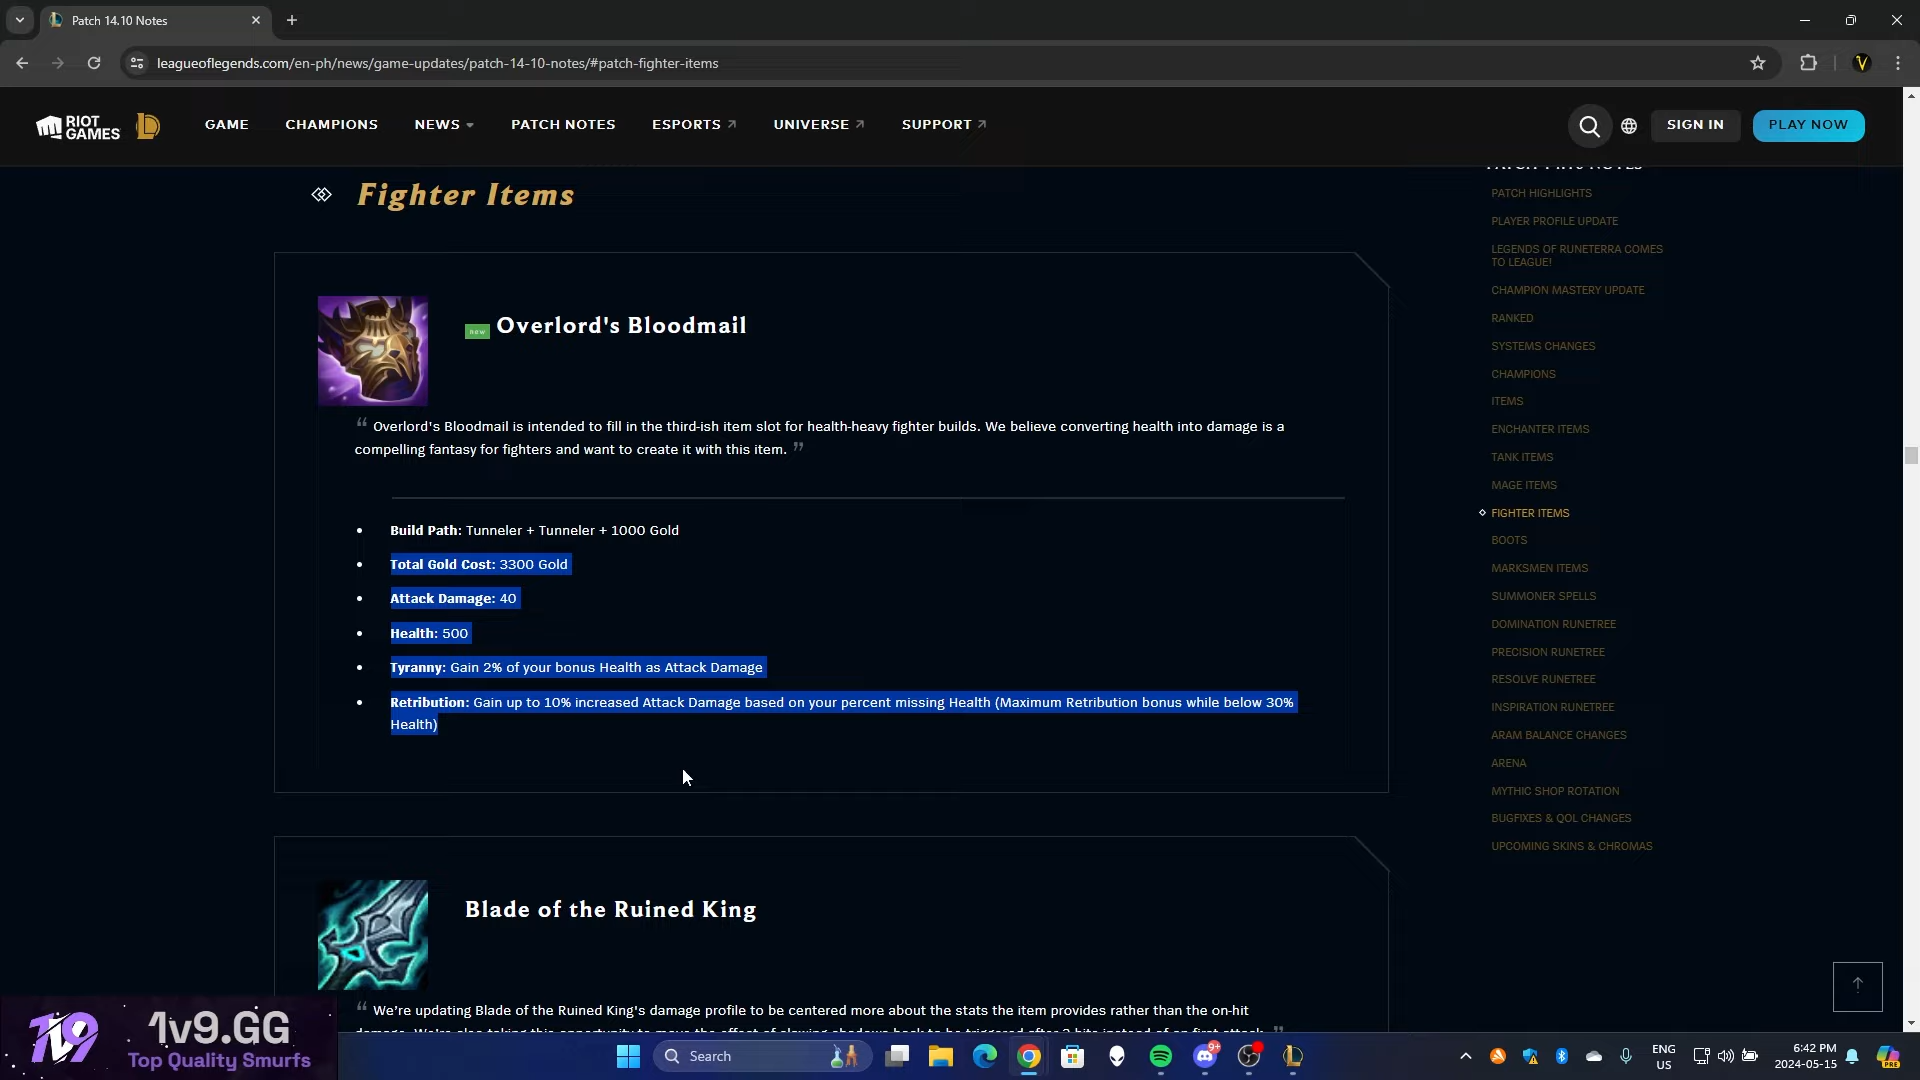 Patch 14.10 Notes
leagueoflegends.com/en-ph/news/game-updates/patch-14-10-notes/#patch-fighter-items
RIOT
GAMES
GAME
CHAMPIONS
NEWS
PATCH NOTES
ESPORTS
UNIVERSE
SUPPORT
SIGN IN
PLAY NOW
Fighter Items
new
Overlord's Bloodmail
“ Overlord's Bloodmail is intended to fill in the third-ish item slot for health-heavy fighter builds. We believe converting health into damage is a
compelling fantasy for fighters and want to create it with this item. ”
• Build Path: Tunneler + Tunneler + 1000 Gold
• Total Gold Cost: 3300 Gold
• Attack Damage: 40
• Health: 500
• Tyranny: Gain 2% of your bonus Health as Attack Damage
• Retribution: Gain up to 10% increased Attack Damage based on your percent missing Health (Maximum Retribution bonus while below 30%
Health)
Blade of the Ruined King
“ We're updating Blade of the Ruined King's damage profile to be centered more about the stats the item provides rather than the on-hit
PATCH HIGHLIGHTS
PLAYER PROFILE UPDATE
LEGENDS OF RUNETERRA COMES
TO LEAGUE!
CHAMPION MASTERY UPDATE
RANKED
SYSTEMS CHANGES
CHAMPIONS
ITEMS
ENCHANTER ITEMS
TANK ITEMS
MAGE ITEMS
FIGHTER ITEMS
BOOTS
MARKSMEN ITEMS
SUMMONER SPELLS
DOMINATION RUNETREE
PRECISION RUNETREE
RESOLVE RUNETREE
INSPIRATION RUNETREE
ARAM BALANCE CHANGES
ARENA
MYTHIC SHOP ROTATION
BUGFIXES & QOL CHANGES
UPCOMING SKINS & CHROMAS
1v9.GG
Top Quality Smurfs
Search
9+
ENG
US
6:42 PM
2024-05-15
PRE